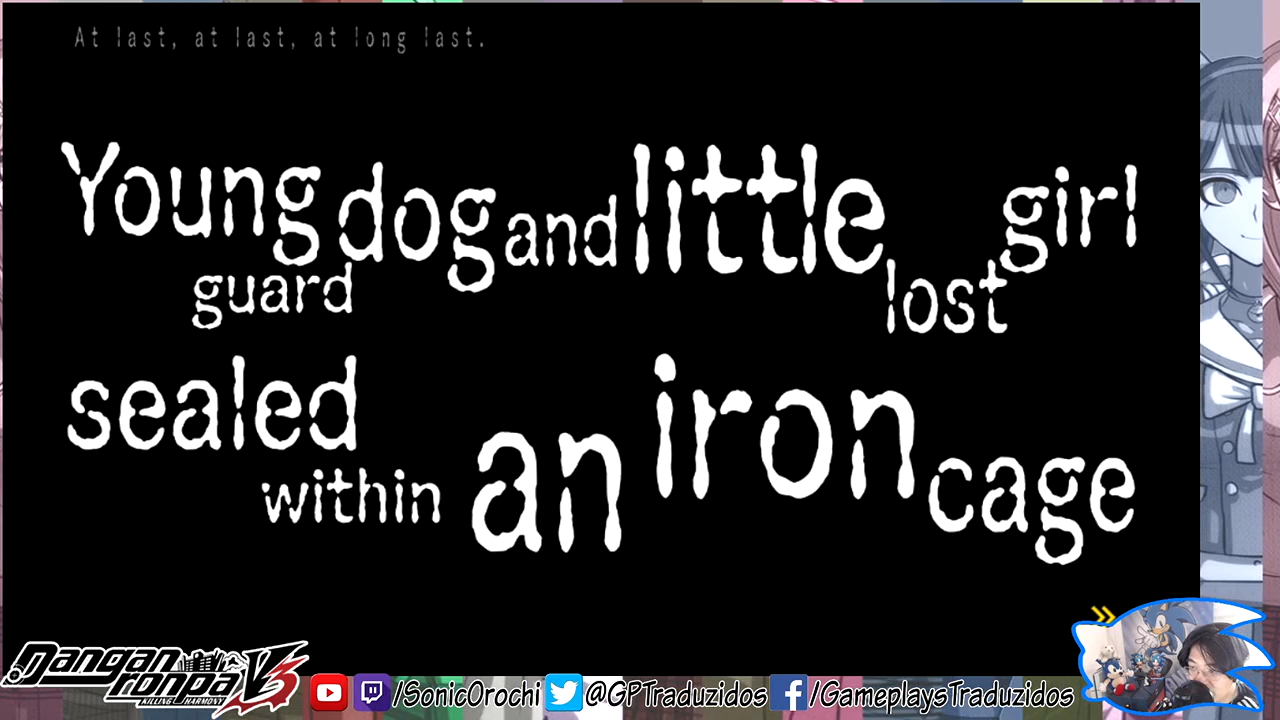 At last, at last, at long last.
Young guard dog and little lost girl
sealed within an iron cage
Danganronpa V3
KILLING HARMONY
/SonicOrochi @GPTraduzidos /GameplaysTraduzidos